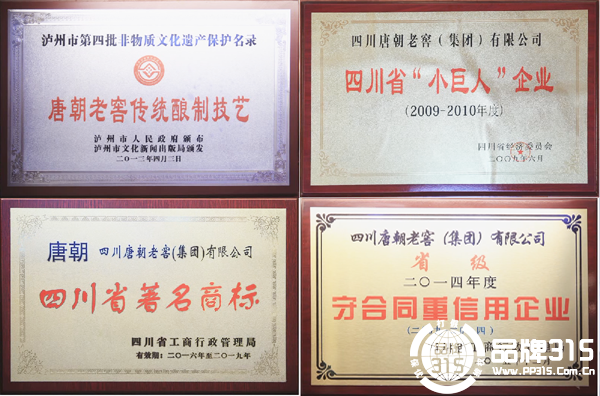 泸州市第四批非物质文化遗产保护名录
唐朝老窖传统酿制技艺
泸州市人民政府颁布
泸州市文化新闻出版局颁发
二〇一二年四月二日
四川唐朝老窖(集团)有限公司
四川省“小巨人”企业
(2009-2010年度)
四川省经济委员会
二〇〇九年六月
唐朝 四川唐朝老窖(集团)有限公司
四川省著名商标
四川省工商行政管理局
有效期:二〇一六年至二〇一九年
四川唐朝老窖(集团)有限公司
省级
二〇一四年度
守合同重信用企业
品牌315
www.PP315.Com.Cn